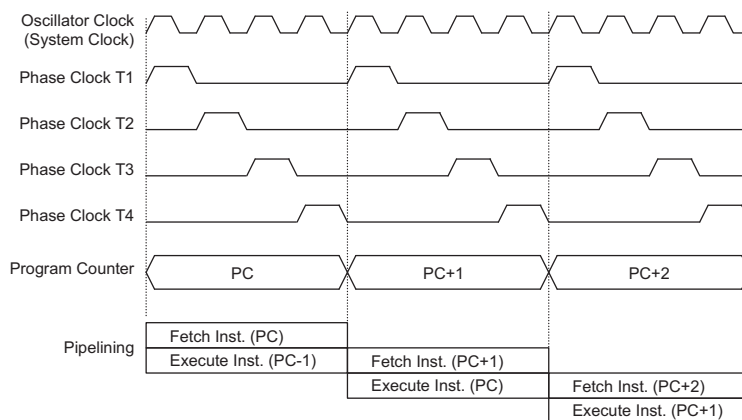 Oscillator Clock
(System Clock)
Phase Clock T1
Phase Clock T2
Phase Clock T3
Phase Clock T4
Program Counter
PC
PC+1
PC+2
Pipelining
Fetch Inst. (PC)
Execute Inst. (PC-1)
Fetch Inst. (PC+1)
Execute Inst. (PC)
Fetch Inst. (PC+2)
Execute Inst. (PC+1)